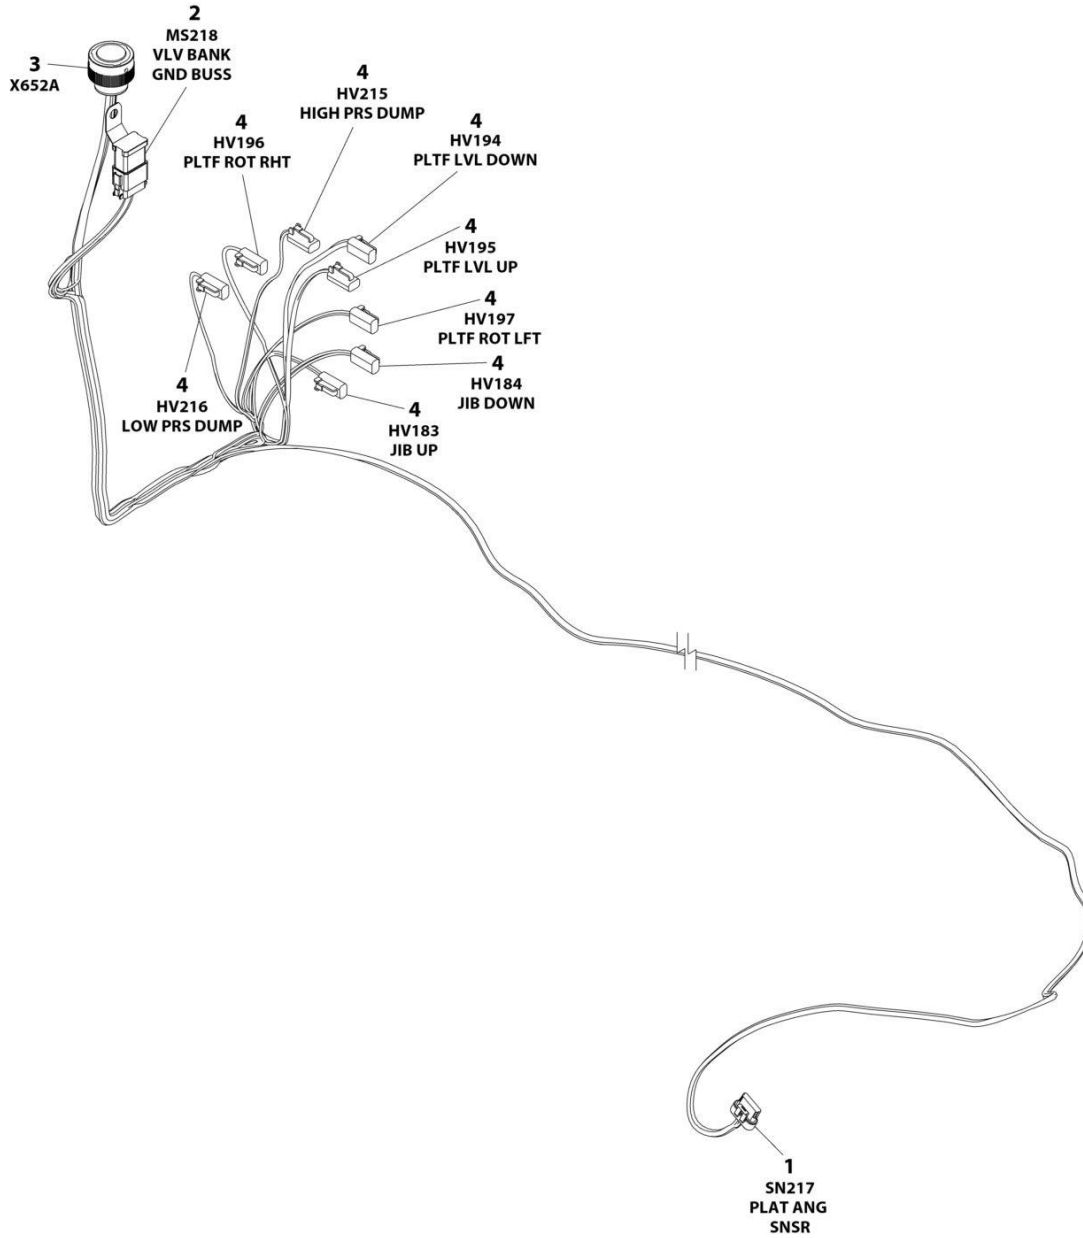 2
MS218
VLV BANK
GND BUSS
3
X652A
4
HV215
HIGH PRS DUMP
4
HV196
PLTF ROT RHT
4
HV194
PLTF LVL DOWN
4
HV195
PLTF LVL UP
4
HV197
PLTF ROT LFT
4
HV184
JIB DOWN
4
HV216
LOW PRS DUMP
4
HV183
JIB UP
1
SN217
PLAT ANG
SNSR